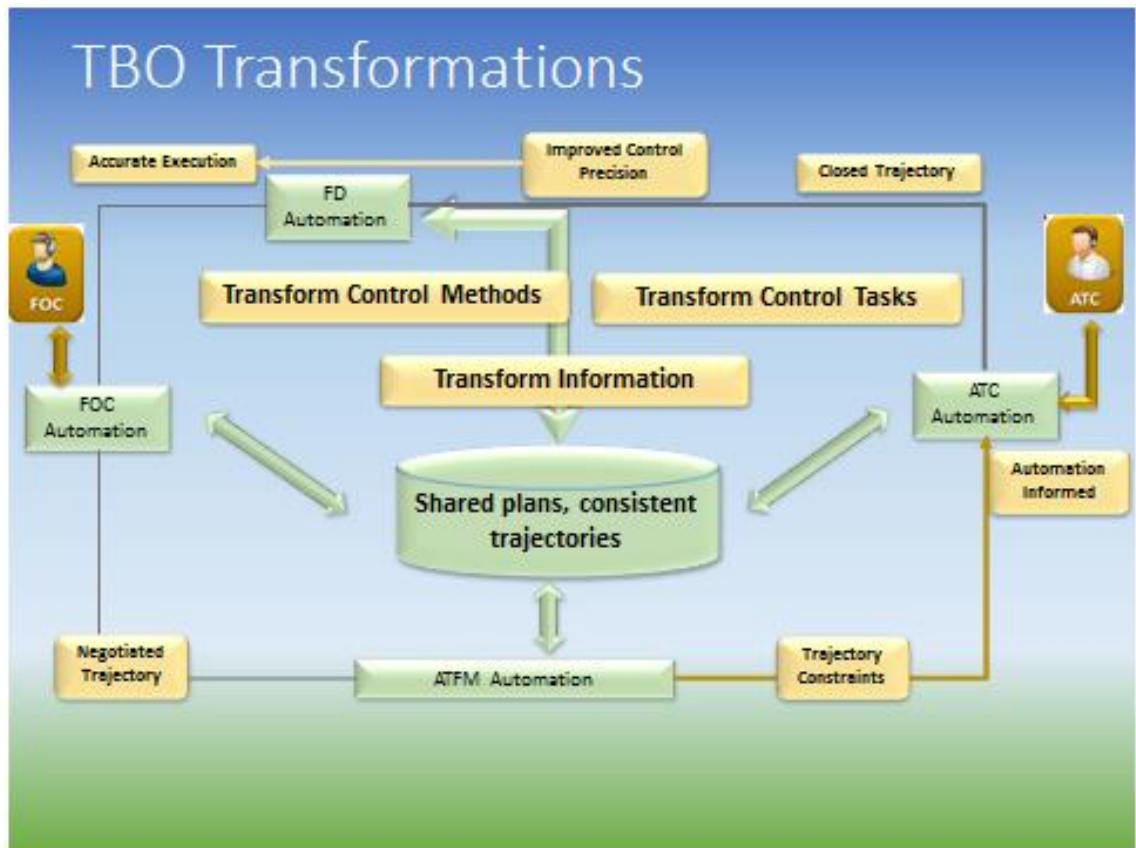 TBO Transformations
Accurate Execution
Improved Control
Precision
Closed Trajectory
FD
Automation
FOC
ATC
Transform Control Methods
Transform Control Tasks
Transform Information
FOC
Automation
ATC
Automation
Automation
Informed
Shared plans, consistent
trajectories
Negotiated
Trajectory
ATFM Automation
Trajectory
Constraints